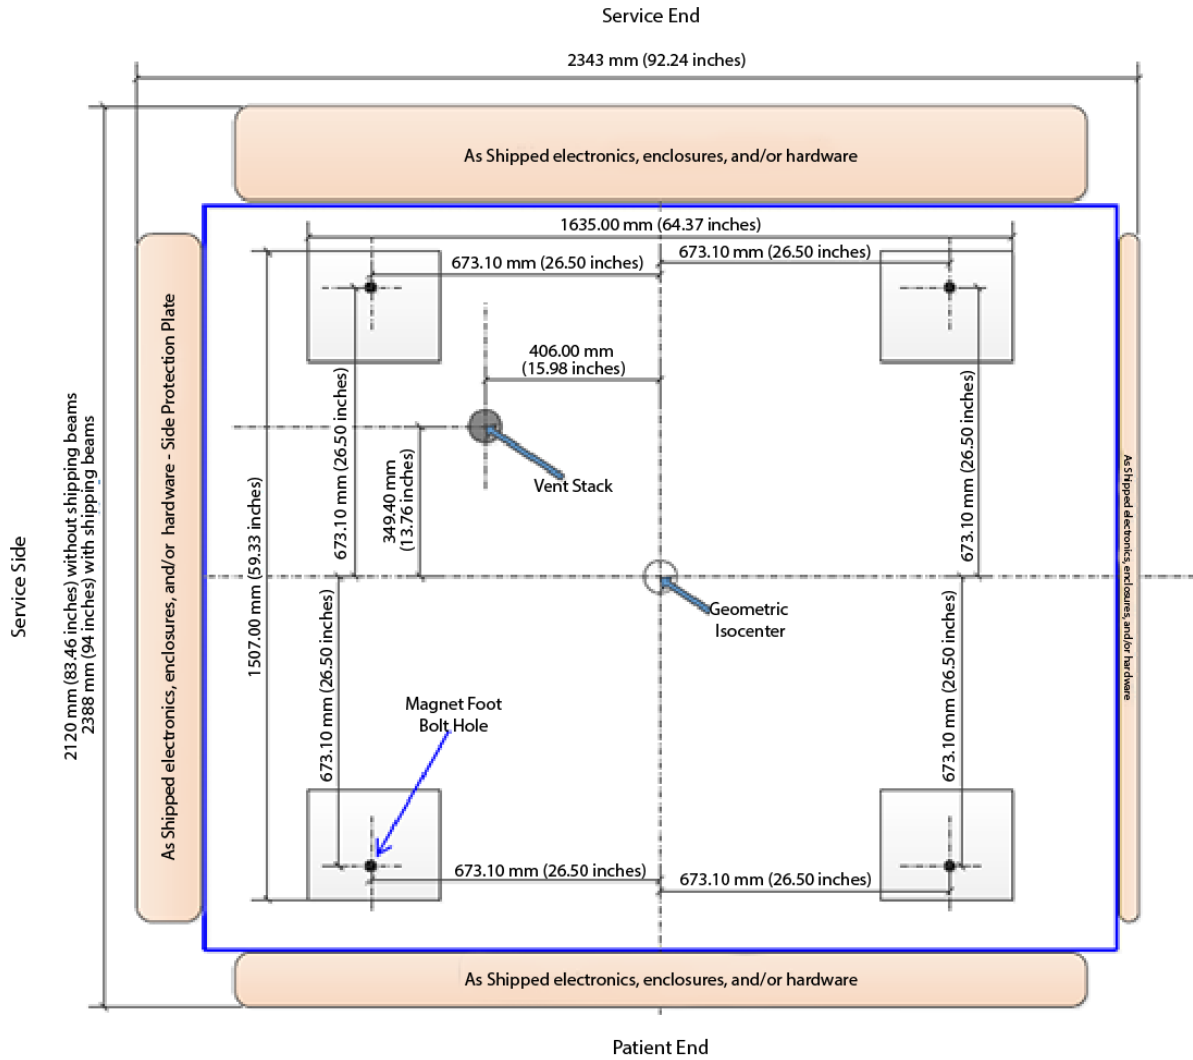 Service End
2343 mm (92.24 inches)
As Shipped electronics, enclosures, and/or hardware
1635.00 mm (64.37 inches)
673.10 mm (26.50 inches)
673.10 mm (26.50 inches)
406.00 mm
(15.98 inches)
673.10 mm (26.50 inches)
673.10 mm (26.50 inches)
349.40 mm
(13.76 inches)
Vent Stack
Service Side
2120 mm (83.46 inches) without shipping beams
2388 mm (94 inches) with shipping beams
As Shipped electronics, enclosures, and/or hardware - Side Protection Plate
1507.00 mm (59.33 inches)
As Shipped electronics, enclosures, and/or hardware
Geometric
Isocenter
673.10 mm (26.50 inches)
673.10 mm (26.50 inches)
Magnet Foot
Bolt Hole
673.10 mm (26.50 inches)
673.10 mm (26.50 inches)
As Shipped electronics, enclosures, and/or hardware
Patient End